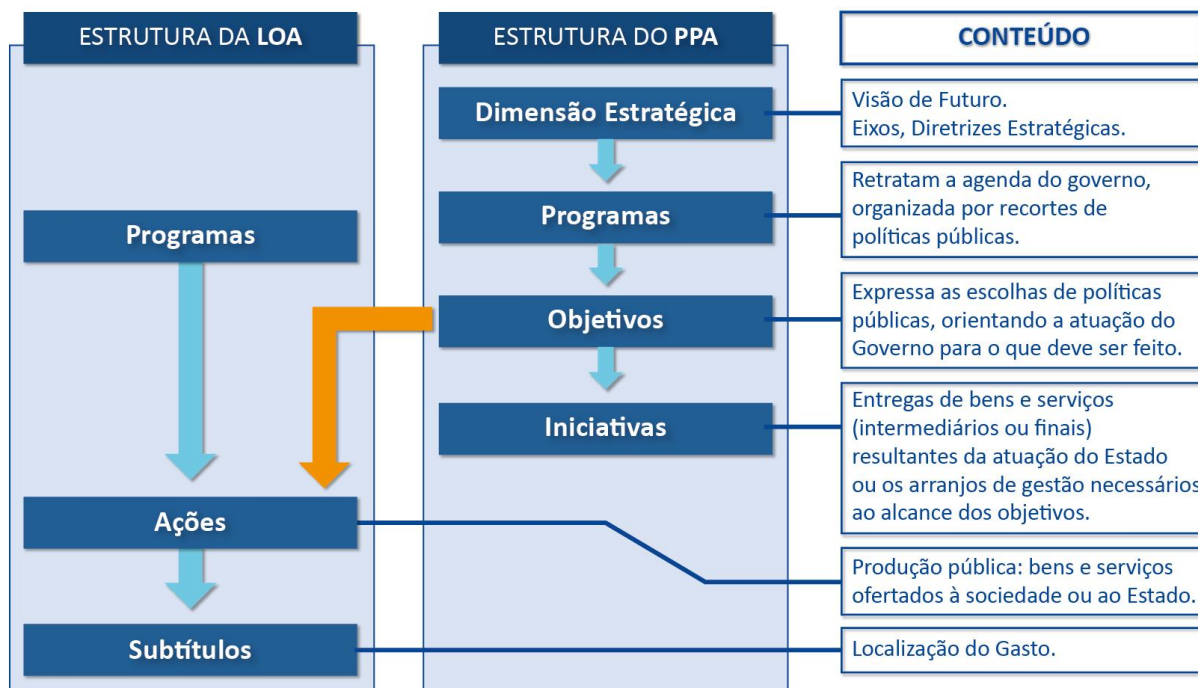 ESTRUTURA DA LOA
ESTRUTURA DO PPA
CONTEÚDO
Dimensão Estratégica
Visão de Futuro.
Eixos, Diretrizes Estratégicas.
Programas
Programas
Retratam a agenda do governo,
organizada por recortes de
políticas públicas.
Objetivos
Expressa as escolhas de políticas
públicas, orientando a atuação do
Governo para o que deve ser feito.
Iniciativas
Entregas de bens e serviços
(intermediários ou finais)
resultantes da atuação do Estado
ou os arranjos de gestão necessários
ao alcance dos objetivos.
Ações
Produção pública: bens e serviços
ofertados à sociedade ou ao Estado.
Subtítulos
Localização do Gasto.